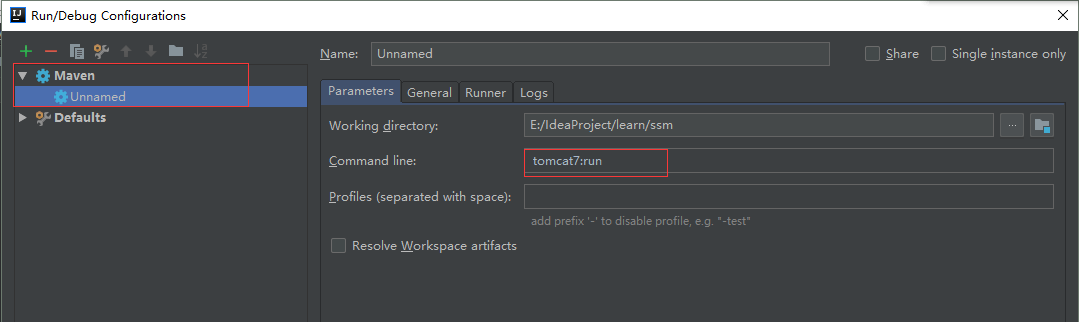 IJ Run/Debug Configurations
Name: Unnamed Share Single instance only
Maven
Unnamed
Defaults
Parameters General Runner Logs
Working directory: E:/IdeaProject/learn/ssm ...
Command line: tomcat7:run
Profiles (separated with space):
add prefix '-' to disable profile, e.g. "-test"
Resolve Workspace artifacts